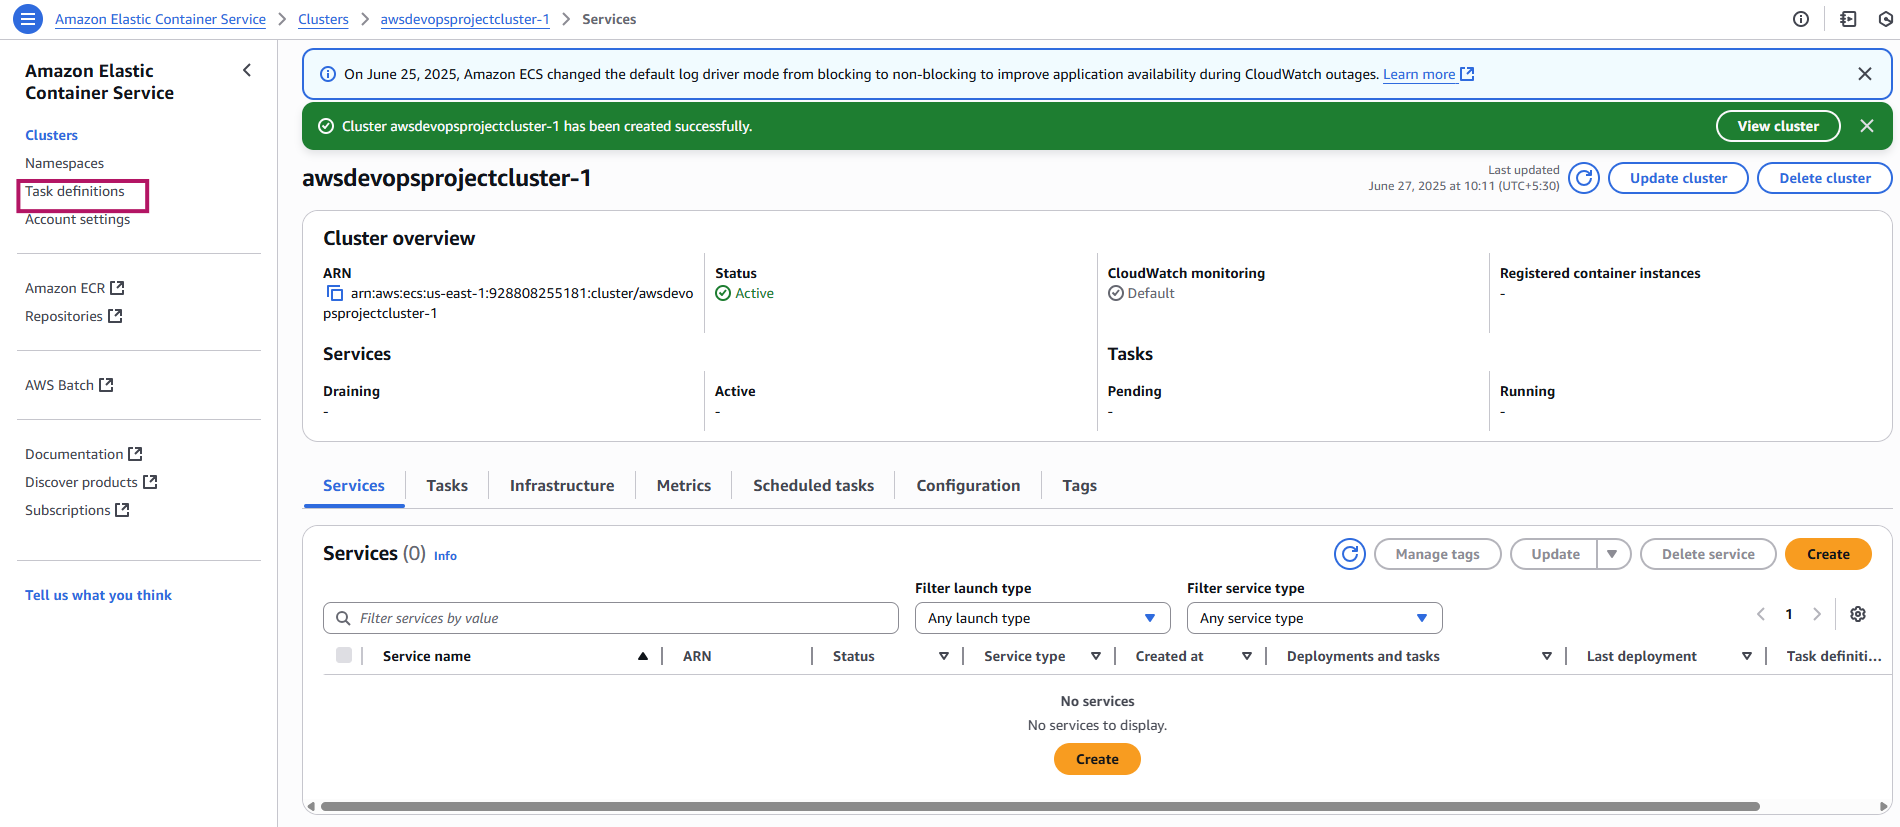 Amazon Elastic Container Service > Clusters > awsdevopsprojectcluster-1 > Services
Amazon Elastic
Container Service
Clusters
Namespaces
Task definitions
Account settings
Amazon ECR
Repositories
AWS Batch
Documentation
Discover products
Subscriptions
Tell us what you think
On June 25, 2025, Amazon ECS changed the default log driver mode from blocking to non-blocking to improve application availability during CloudWatch outages. Learn more
Cluster awsdevopsprojectcluster-1 has been created successfully.
View cluster
awsdevopsprojectcluster-1
Last updated
June 27, 2025 at 10:11 (UTC+5:30)
Update cluster
Delete cluster
Cluster overview
ARN
arn:aws:ecs:us-east-1:928808255181:cluster/awsdevo
psprojectcluster-1
Status
Active
CloudWatch monitoring
Default
Registered container instances
-
Services
Draining
-
Active
-
Tasks
Pending
-
Running
-
Services
Tasks
Infrastructure
Metrics
Scheduled tasks
Configuration
Tags
Services (0) Info
Manage tags
Update
Delete service
Create
Filter services by value
Filter launch type
Any launch type
Filter service type
Any service type
1
Service name
ARN
Status
Service type
Created at
Deployments and tasks
Last deployment
Task definiti...
No services
No services to display.
Create